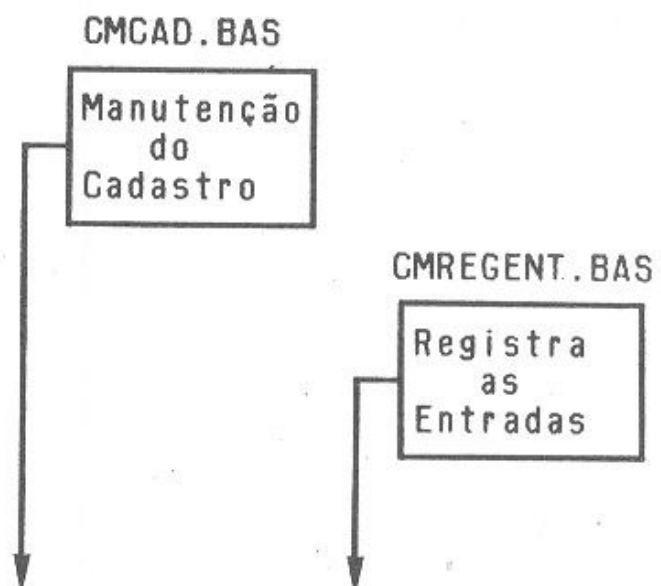 CMCAD.BAS
Manutenção
do
Cadastro
CMREGENT.BAS
Registra
as
Entradas